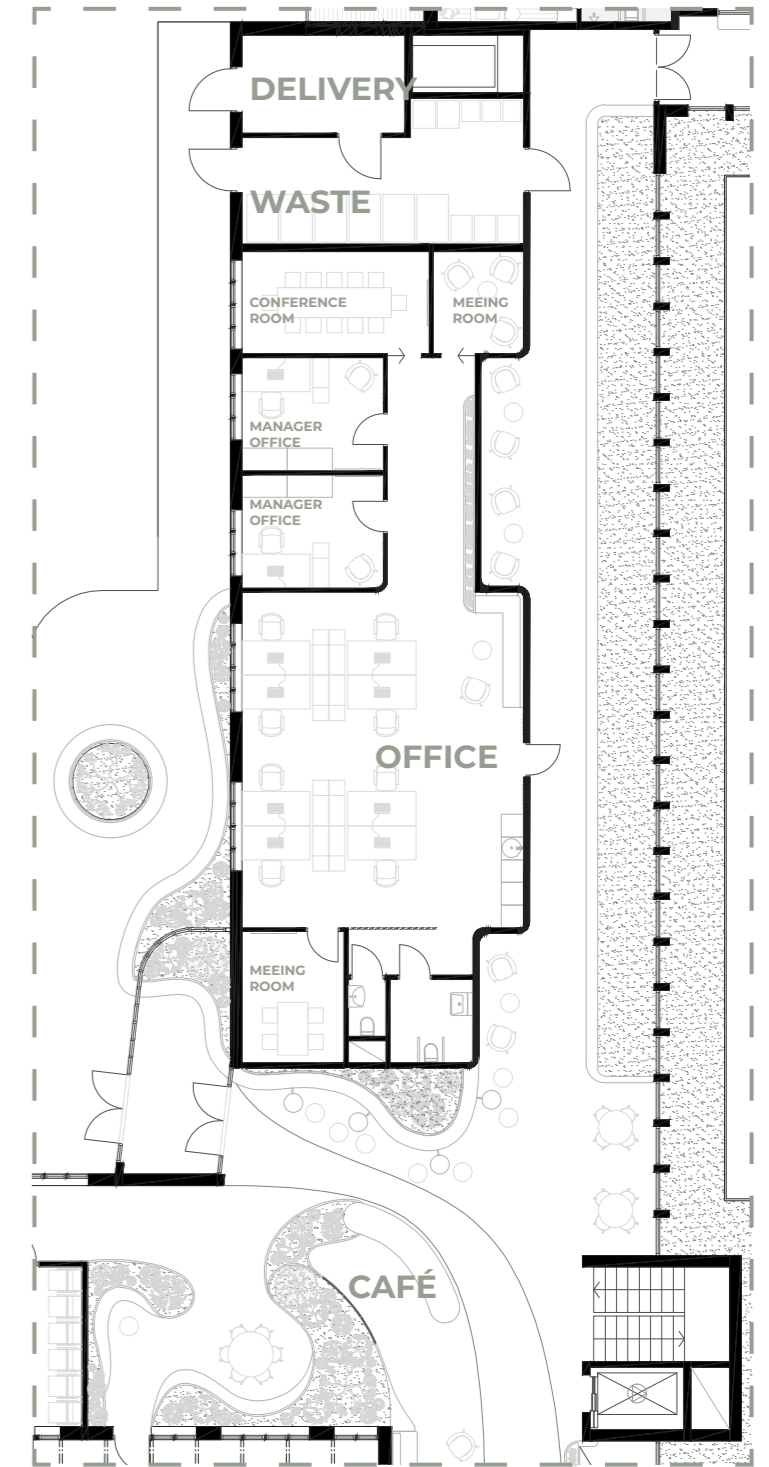 DELIVERY
WASTE
CONFERENCE
ROOM
MEEING
ROOM
MANAGER
OFFICE
MANAGER
OFFICE
OFFICE
MEEING
ROOM
CAFÉ